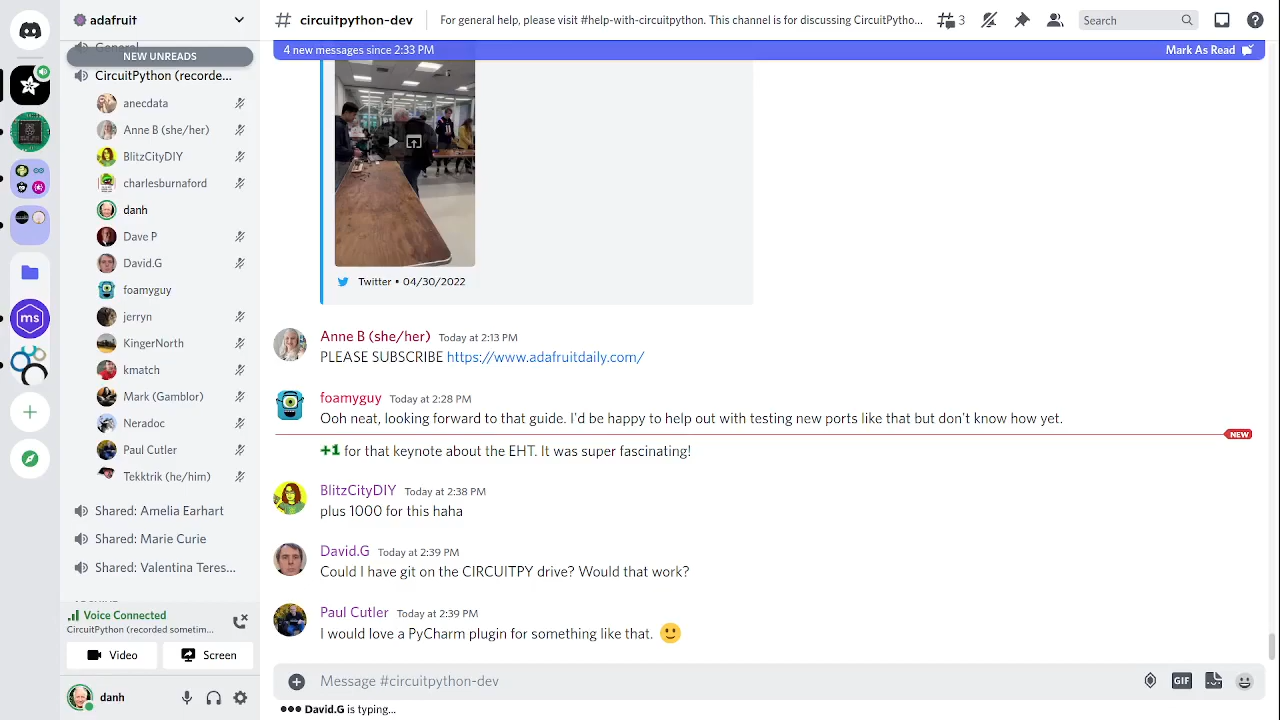 adafruit
# circuitpython-dev
For general help, please visit #help-with-circuitpython. This channel is for discussing CircuitPytho...
3
Search
General
NEW UNREADS
CircuitPython (recorde...
anecdata
Anne B (she/her)
BlitzCityDIY
charlesburnaford
danh
Dave P
David.G
foamyguy
jerryn
KingerNorth
kmatch
Mark (Gamblor)
Neradoc
Paul Cutler
Tekktrik (he/him)
Shared: Amelia Earhart
Shared: Marie Curie
Shared: Valentina Teres...
Voice Connected
CircuitPython (recorded sometim...
Video
Screen
danh
ms
4 new messages since 2:33 PM
Mark As Read
Twitter • 04/30/2022
Anne B (she/her) Today at 2:13 PM
PLEASE SUBSCRIBE https://www.adafruitdaily.com/
foamyguy Today at 2:28 PM
Ooh neat, looking forward to that guide. I'd be happy to help out with testing new ports like that but don't know how yet.
NEW
+1 for that keynote about the EHT. It was super fascinating!
BlitzCityDIY Today at 2:38 PM
plus 1000 for this haha
David.G Today at 2:39 PM
Could I have git on the CIRCUITPY drive? Would that work?
Paul Cutler Today at 2:39 PM
I would love a PyCharm plugin for something like that. 🙂
Message #circuitpython-dev
GIF
David.G is typing...